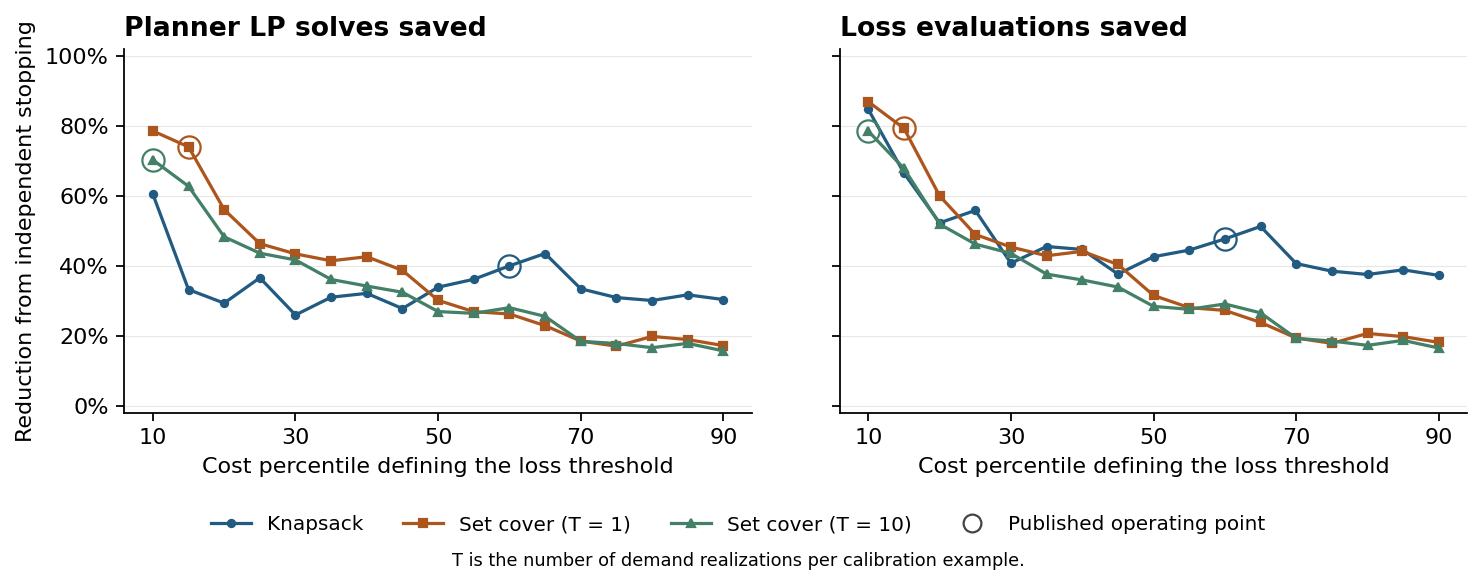 Planner LP solves saved
Loss evaluations saved
Reduction from independent stopping
100%
80%
60%
40%
20%
0%
10 30 50 70 90
10 30 50 70 90
Cost percentile defining the loss threshold
Cost percentile defining the loss threshold
Knapsack Set cover (T = 1) Set cover (T = 10) Published operating point
T is the number of demand realizations per calibration example.